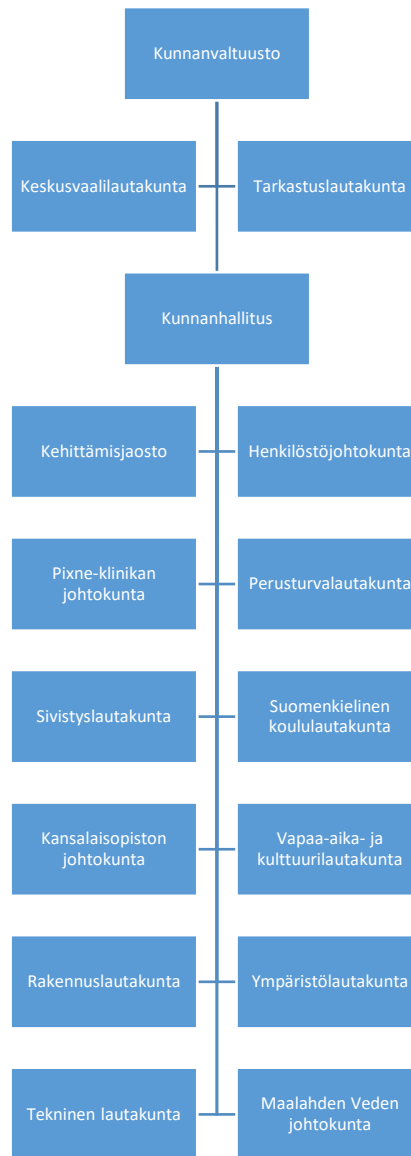 Kunnanvaltuusto
Keskusvaalilautakunta
Tarkastuslautakunta
Kunnanhallitus
Kehittämisjaosto
Henkilöstöjohtokunta
Pixne-klinikan
johtokunta
Perusturvalautakunta
Sivistyslautakunta
Suomenkielinen
koululautakunta
Kansalaisopiston
johtokunta
Vapaa-aika- ja
kulttuurilautakunta
Rakennuslautakunta
Ympäristölautakunta
Tekninen lautakunta
Maalahden Veden
johtokunta